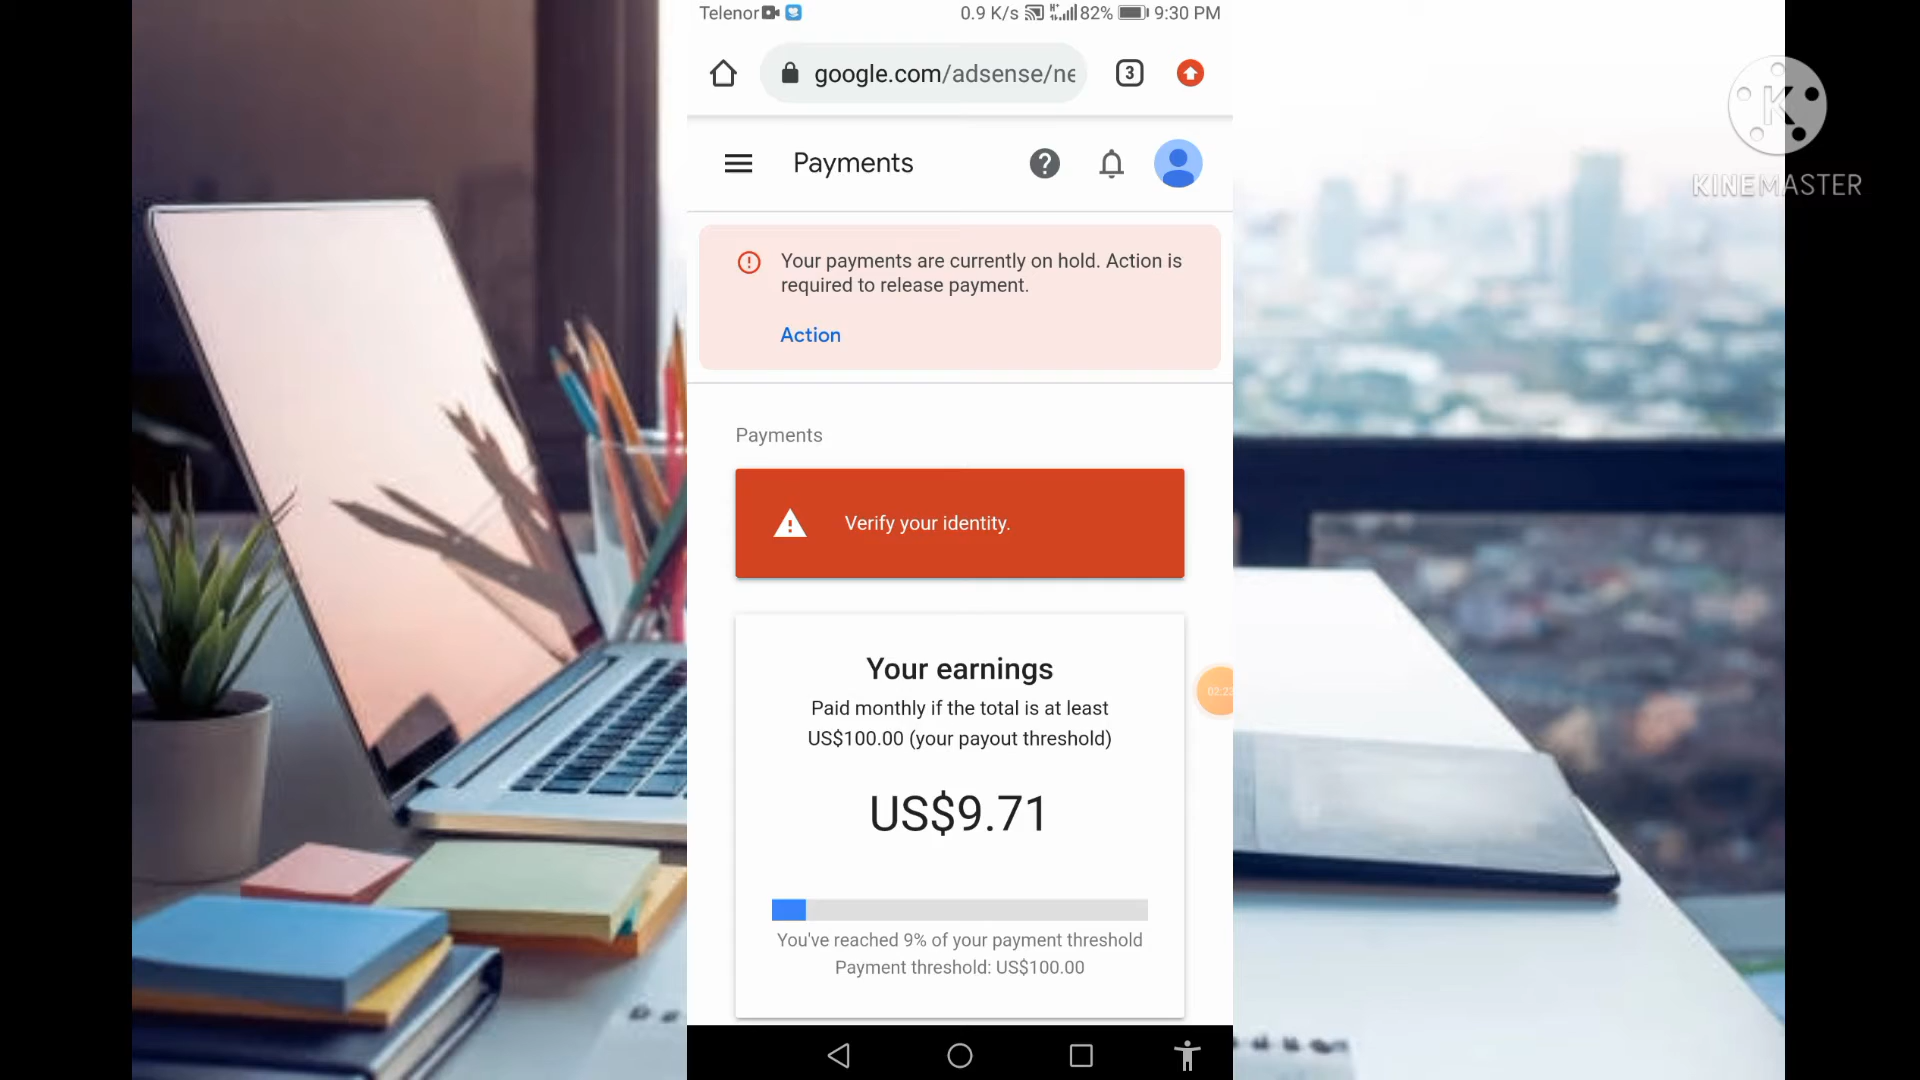 Telenor 0.9 K/s H+ 82% 9:30 PM
google.com/adsense/ne 3
Payments
Your payments are currently on hold. Action is
required to release payment.
Action
Payments
Verify your identity.
Your earnings
Paid monthly if the total is at least
US$100.00 (your payout threshold)
US$9.71
You've reached 9% of your payment threshold
Payment threshold: US$100.00
K
KINEMASTER